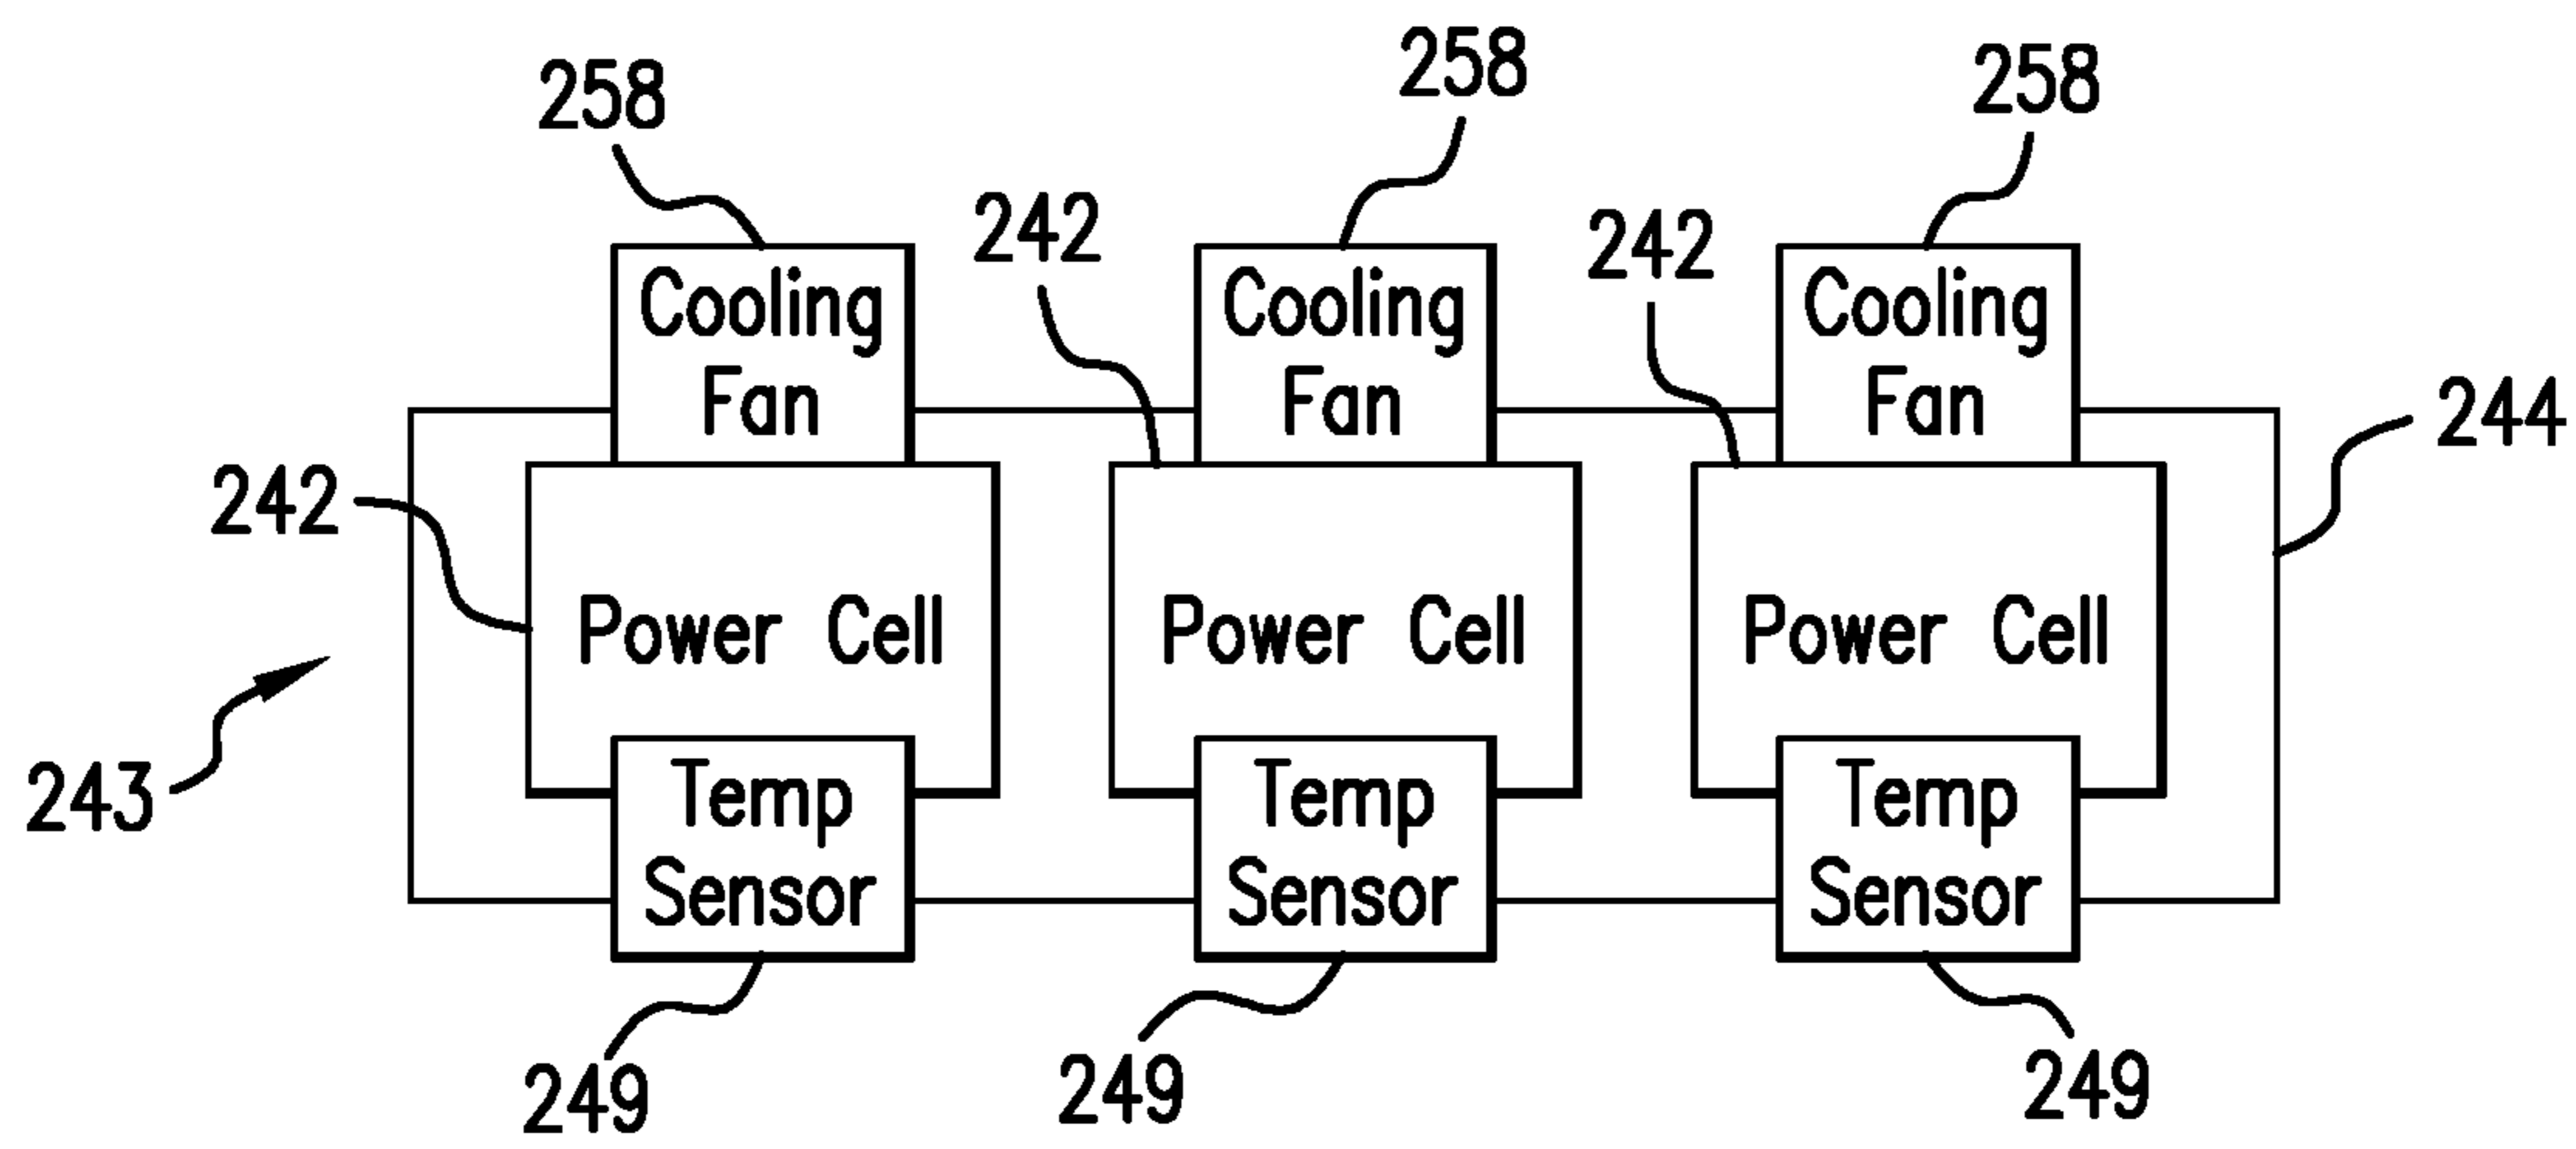 258
258
258
242
242
Cooling
Fan
Cooling
Fan
Cooling
Fan
244
242
Power Cell
Power Cell
Power Cell
243
Temp
Sensor
Temp
Sensor
Temp
Sensor
249
249
249